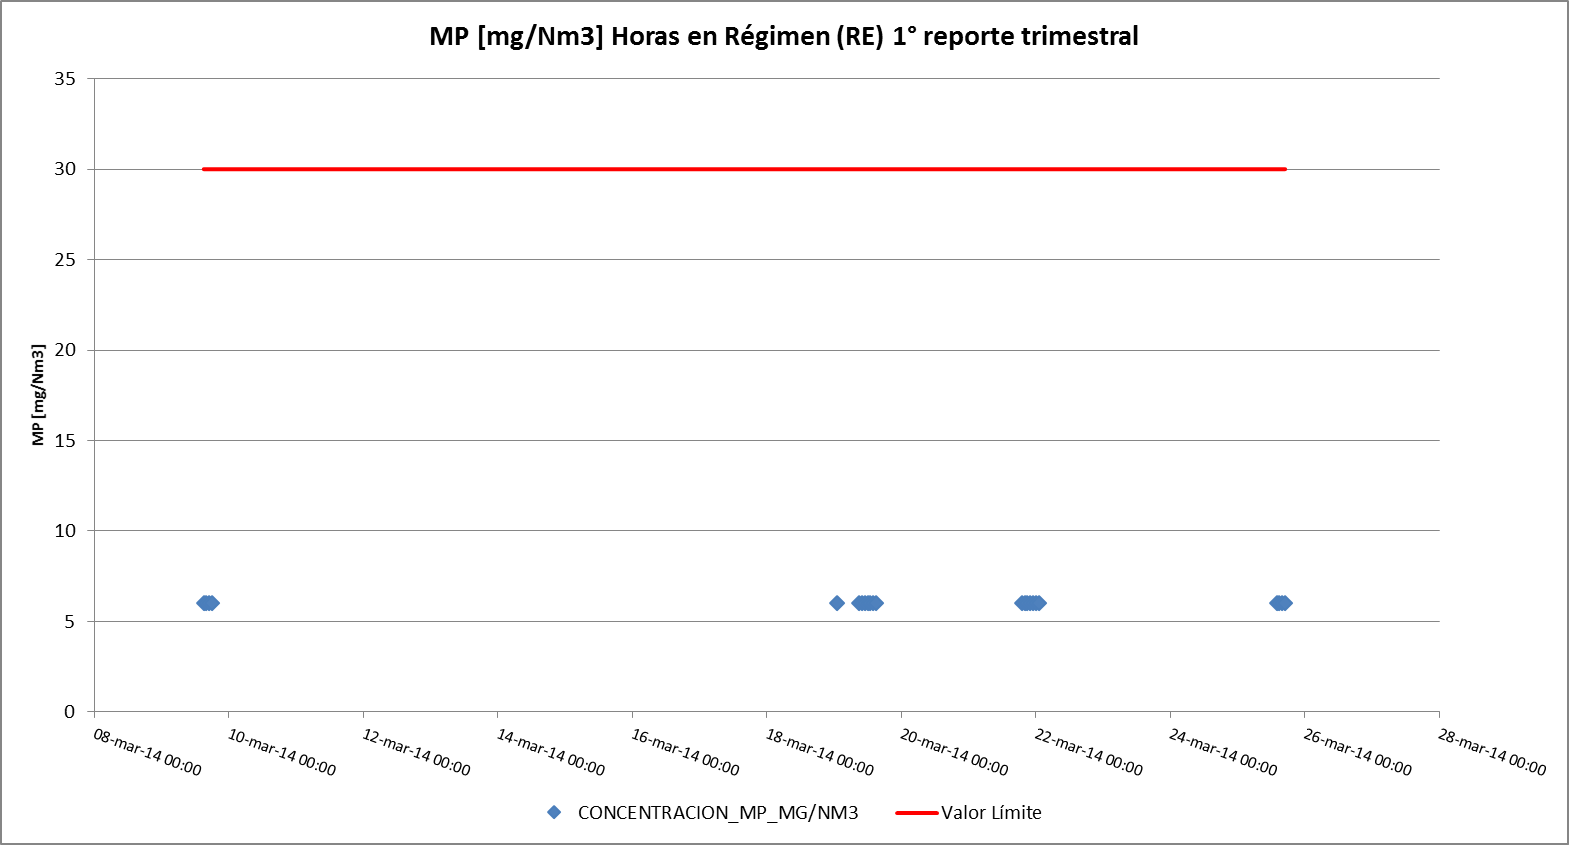 MP [mg/Nm3] Horas en Régimen (RE) 1° reporte trimestral
35
30
25
20
15
10
5
0
MP [mg/Nm3]
08-mar-14 00:00
10-mar-14 00:00
12-mar-14 00:00
14-mar-14 00:00
16-mar-14 00:00
18-mar-14 00:00
20-mar-14 00:00
22-mar-14 00:00
24-mar-14 00:00
26-mar-14 00:00
28-mar-14 00:00
CONCENTRACION_MP_MG/NM3
Valor Límite